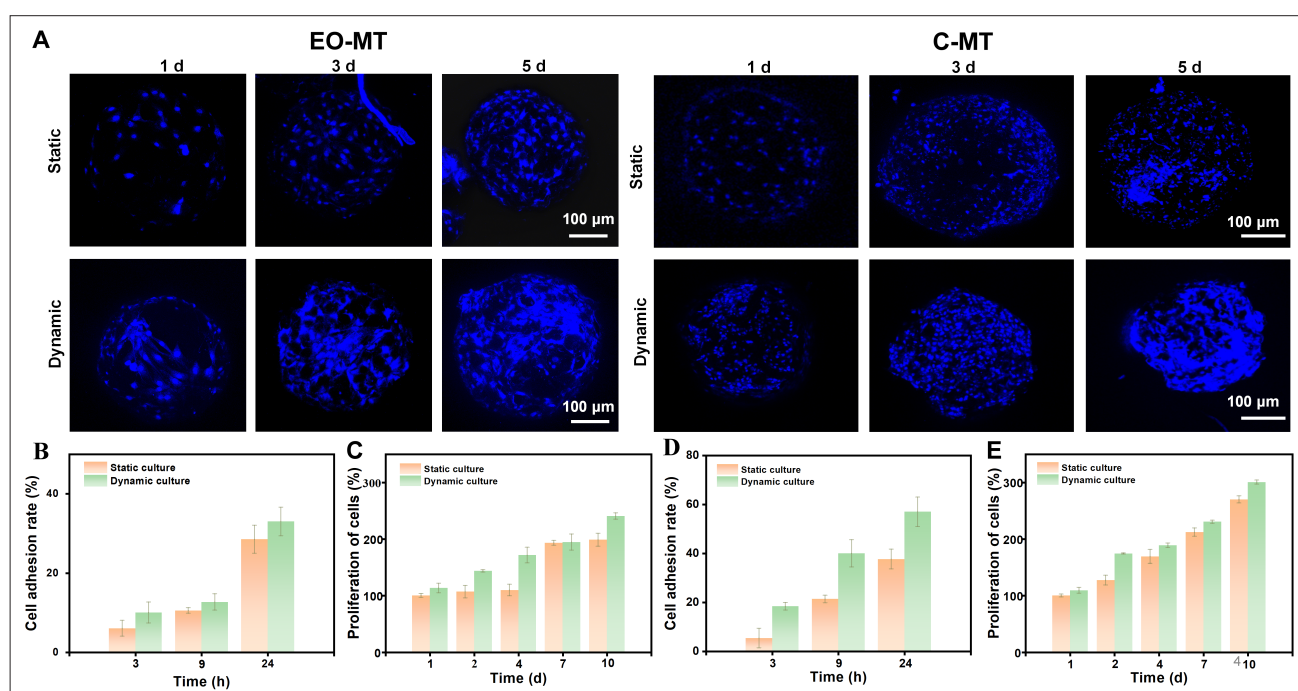 A
EO-MT
C-MT
1 d
3 d
5 d
1 d
3 d
5 d
Static
100 µm
Static
100 µm
Dynamic
100 µm
Dynamic
100 µm
B
Cell adhesion rate (%)
Static culture
Dynamic culture
40
20
0
3
9
24
Time (h)
C
Proliferation of cells (%)
Static culture
Dynamic culture
300
200
100
0
1
2
4
7
10
Time (d)
D
Cell adhesion rate (%)
Static culture
Dynamic culture
80
60
40
20
0
3
9
24
Time (h)
E
Proliferation of cells (%)
Static culture
Dynamic culture
300
200
100
0
1
2
4
7
4
10
Time (d)